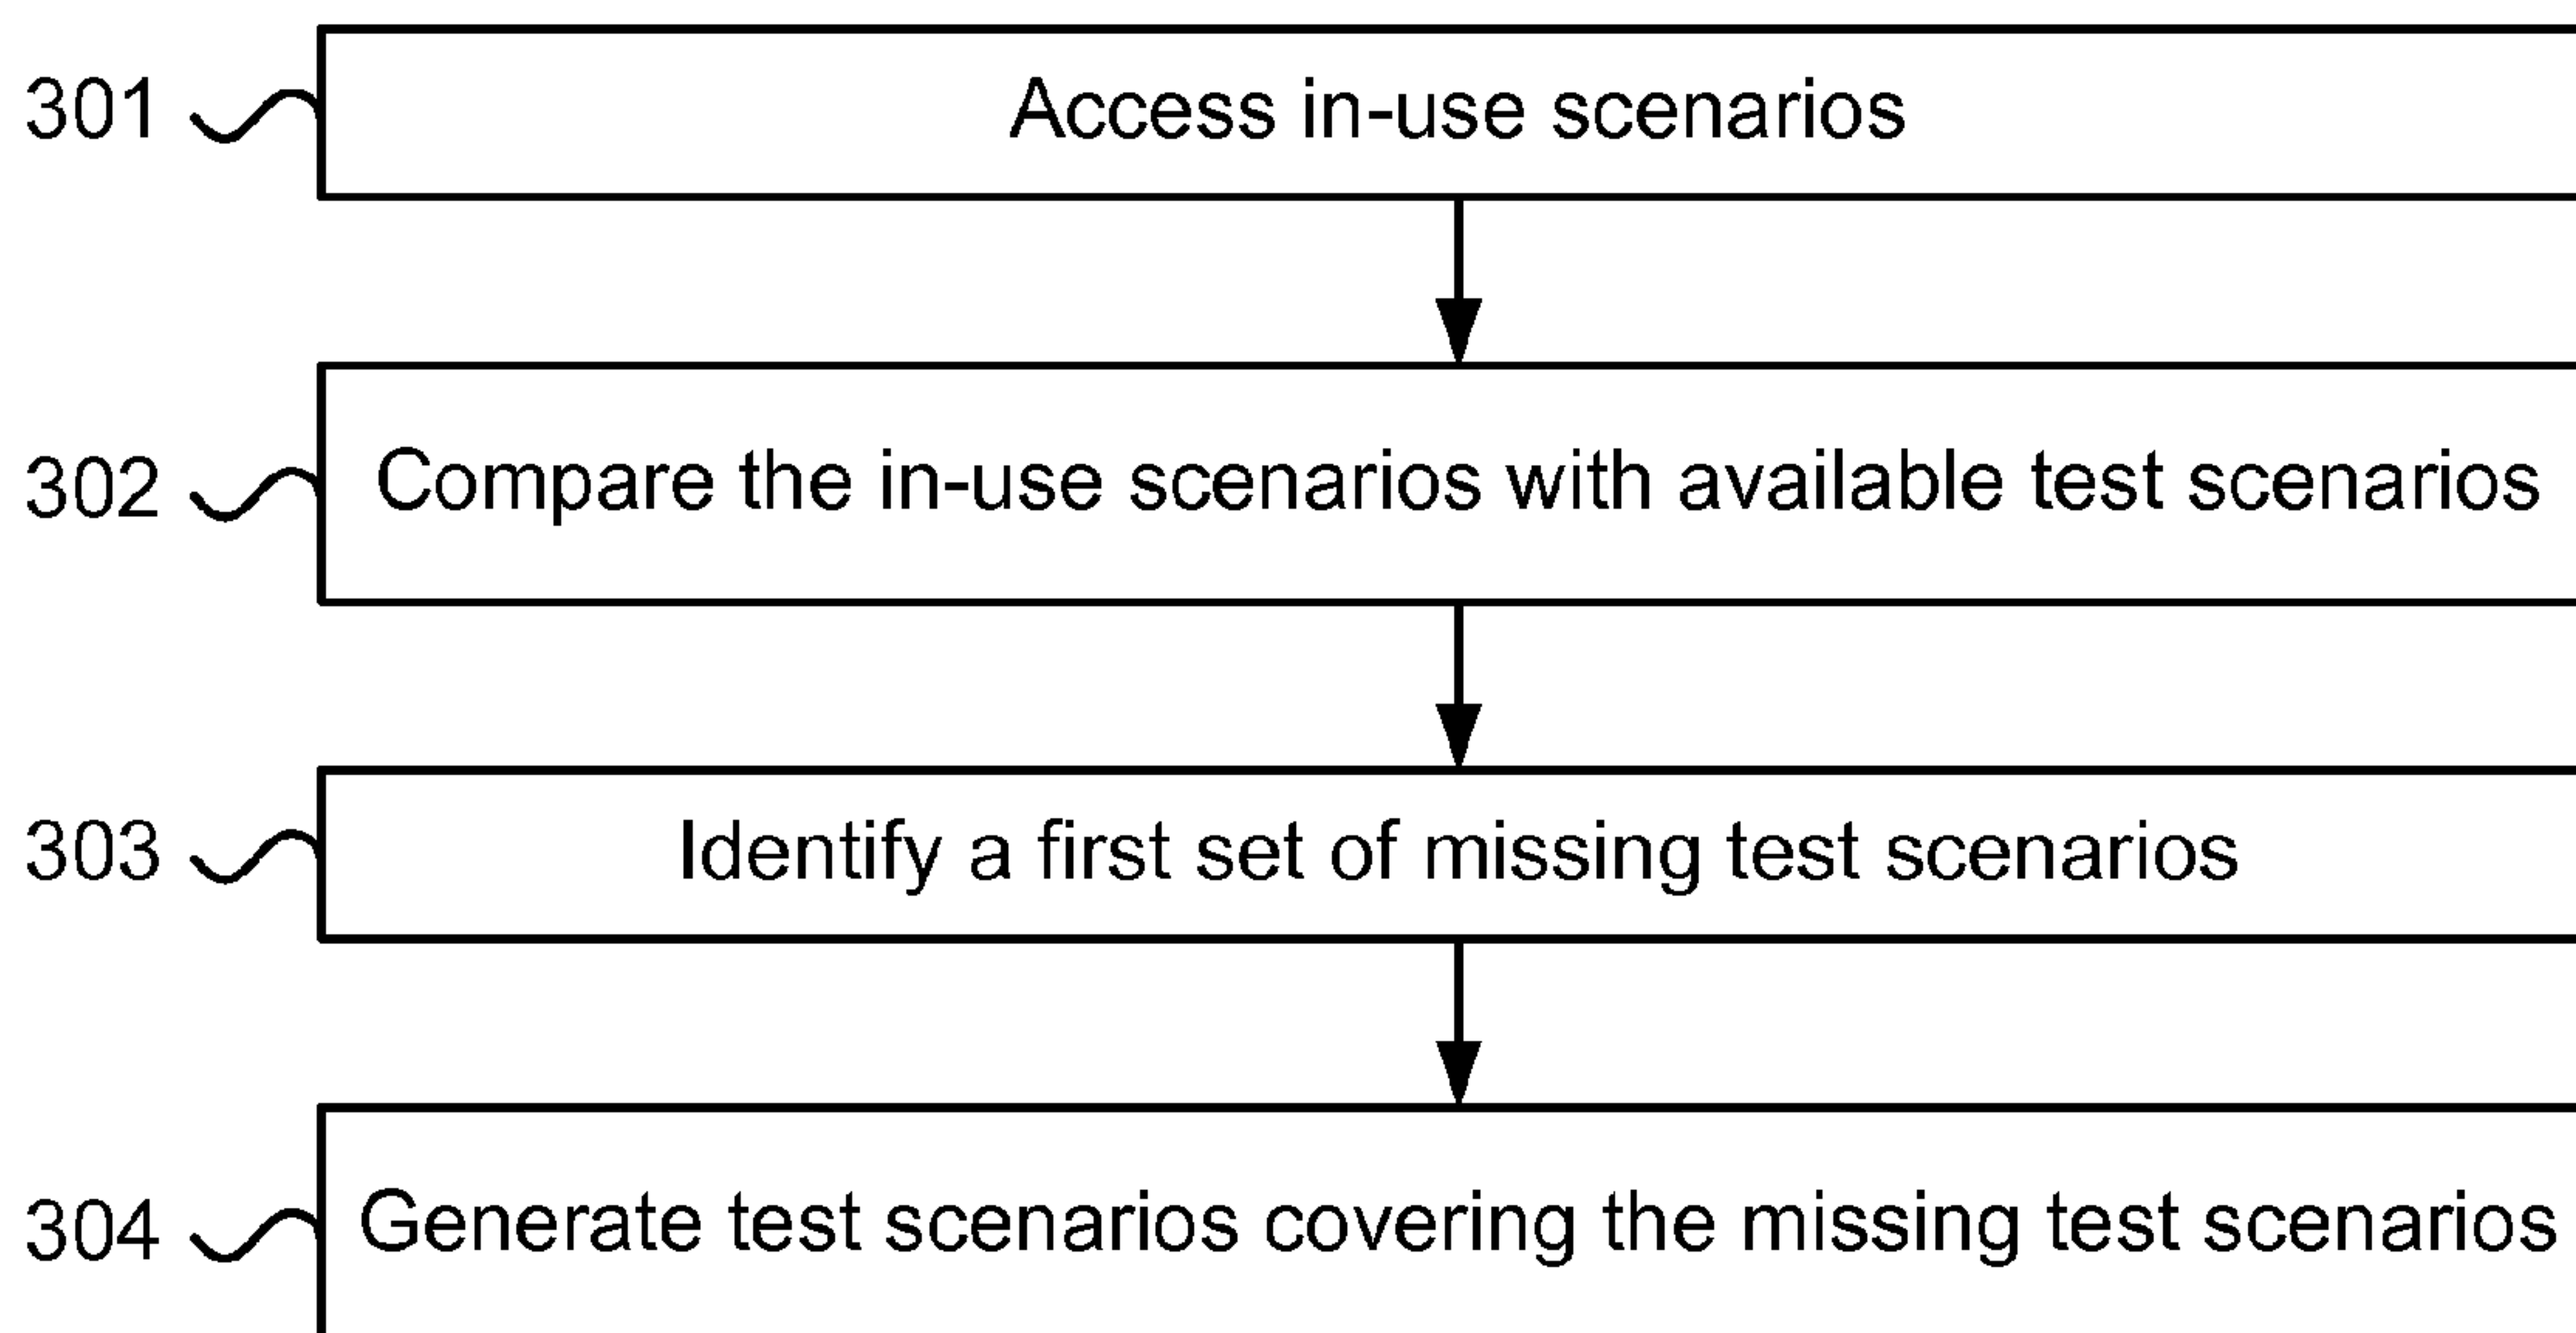 301 Access in-use scenarios
302 Compare the in-use scenarios with available test scenarios
303 Identify a first set of missing test scenarios
304 Generate test scenarios covering the missing test scenarios